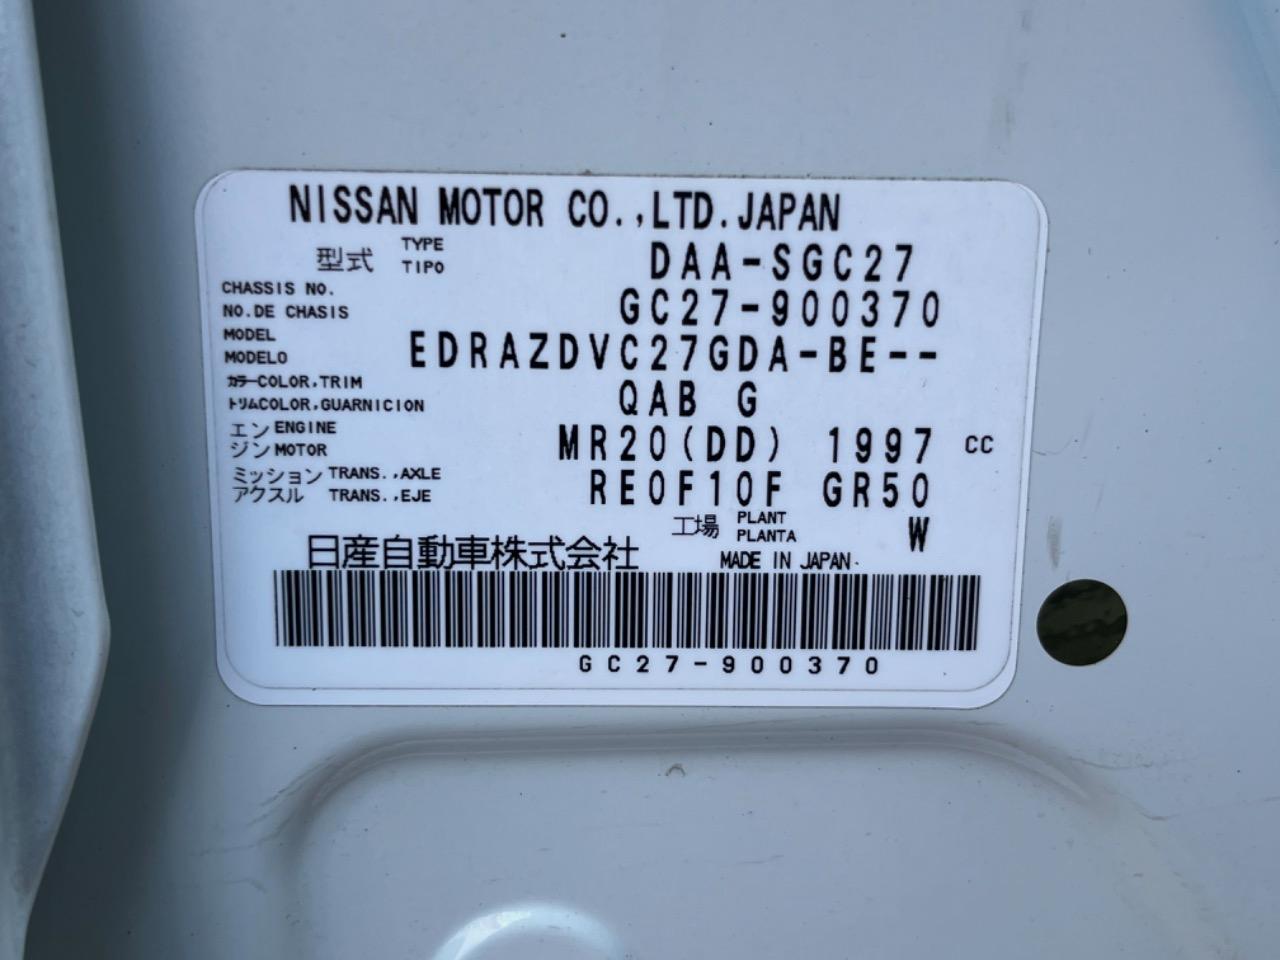 NISSAN MOTOR CO.,LTD.JAPAN
型式 TYPE TIPO DAA-SGC27
CHASSIS NO.
NO.DE CHASIS GC27-900370
MODEL
MODELO EDRAZDVC27GDA-BE--
カラーCOLOR,TRIM
トリムCOLOR,GUARNICION QAB G
エンジン ENGINE MOTOR MR20(DD) 1997 CC
ミッション TRANS.,AXLE
アクスル TRANS.,EJE RE0F10F GR50
工場 PLANT PLANTA W
日産自動車株式会社 MADE IN JAPAN.
GC27-900370